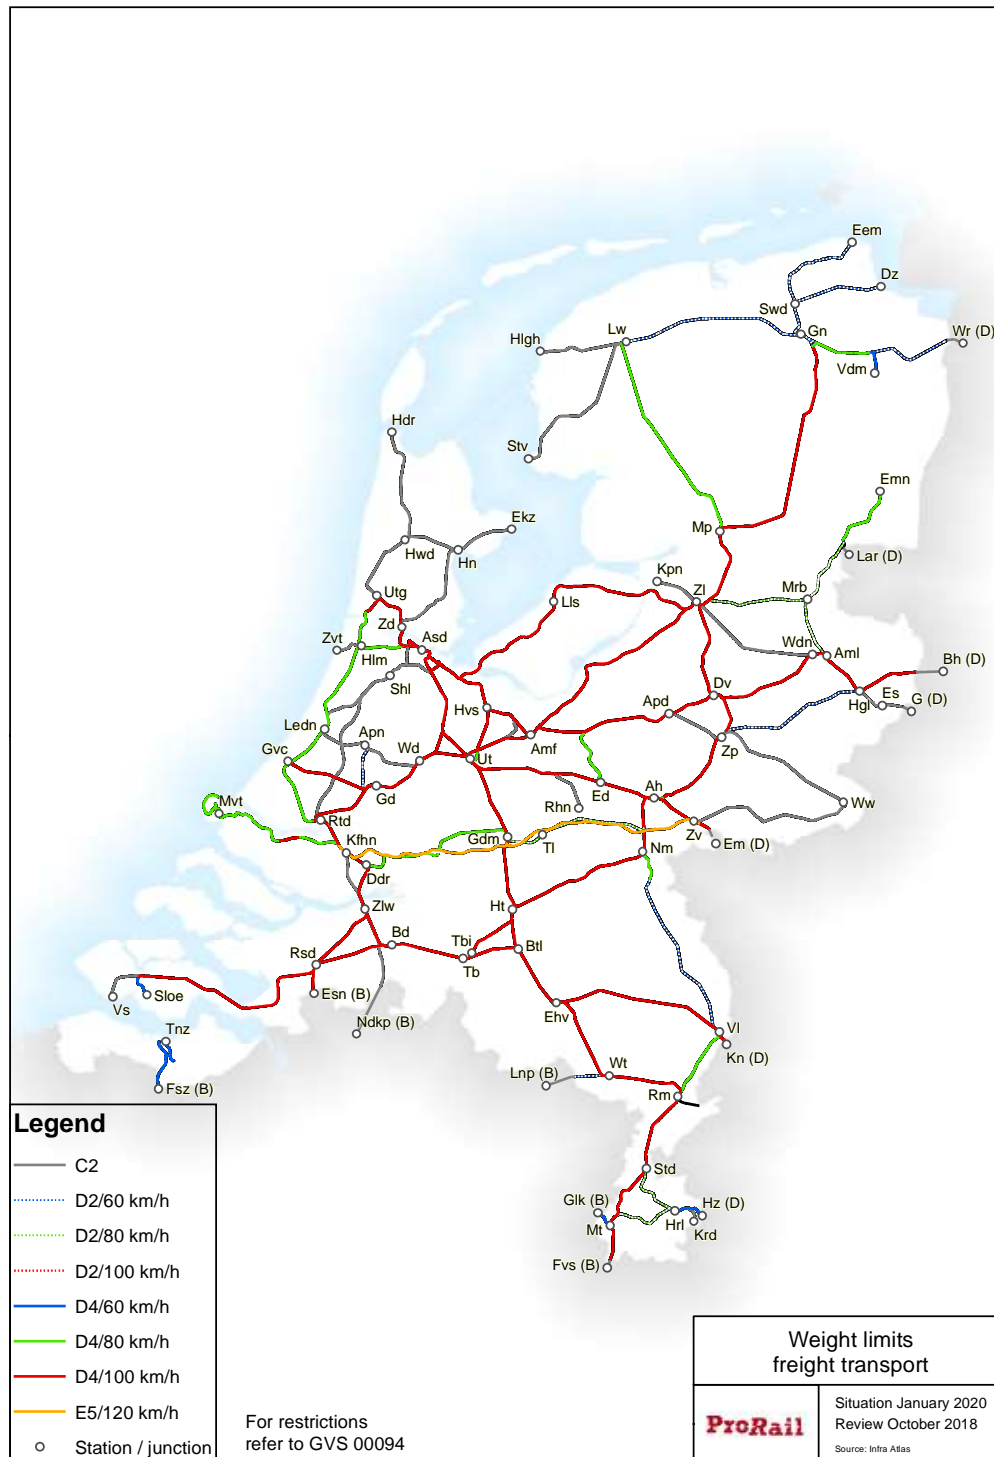 Eem
Dz
Swd
Gn
Wr (D)
Lw
Hlgh
Vdm
Hdr
Stv
Emn
Ekz
Mp
Hwd
Hn
Lar (D)
Kpn
Utg
Lls
Zl
Mrb
Zd
Zvt
Asd
Hlm
Wdn
Aml
Bh (D)
Shl
Hgl
Es
G (D)
Dv
Apd
Hvs
Ledn
Apn
Zp
Gvc
Wd
Ut
Amf
Gd
Ed
Ah
Rhn
Ww
Mvt
Rtd
Zv
Kfhn
Gdm
Tl
Nm
Em (D)
Ddr
Zlw
Ht
Bd
Tbi
Btl
Rsd
Tb
Vs
Sloe
Esn (B)
Ehv
Ndkp (B)
Vl
Tnz
Kn (D)
Fsz (B)
Lnp (B)
Wt
Rm
Std
Glk (B)
Hz (D)
Mt
Hrl
Krd
Fvs (B)
Legend
C2
D2/60 km/h
D2/80 km/h
D2/100 km/h
D4/60 km/h
D4/80 km/h
D4/100 km/h
E5/120 km/h
Station / junction
For restrictions
refer to GVS 00094
Weight limits
freight transport
ProRail
Situation January 2020
Review October 2018
Source: Infra Atlas